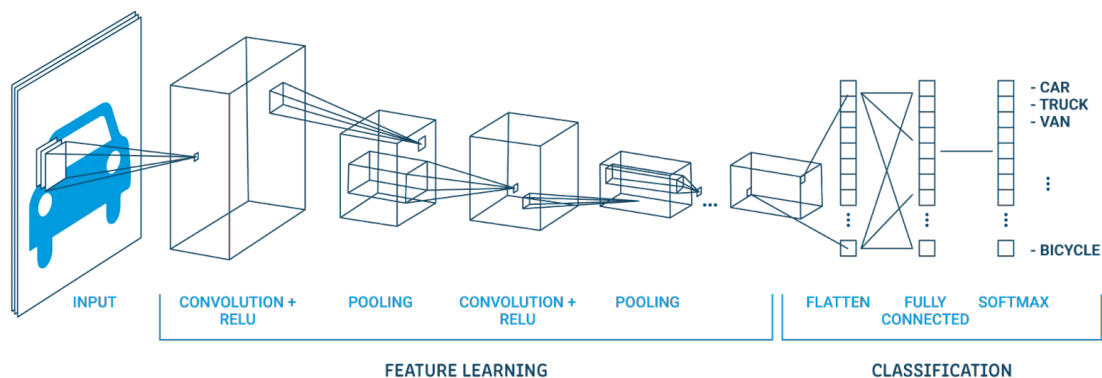 - CAR
- TRUCK
- VAN
- BICYCLE
INPUT
CONVOLUTION +
RELU
POOLING
CONVOLUTION +
RELU
POOLING
FLATTEN
FULLY
CONNECTED
SOFTMAX
FEATURE LEARNING
CLASSIFICATION